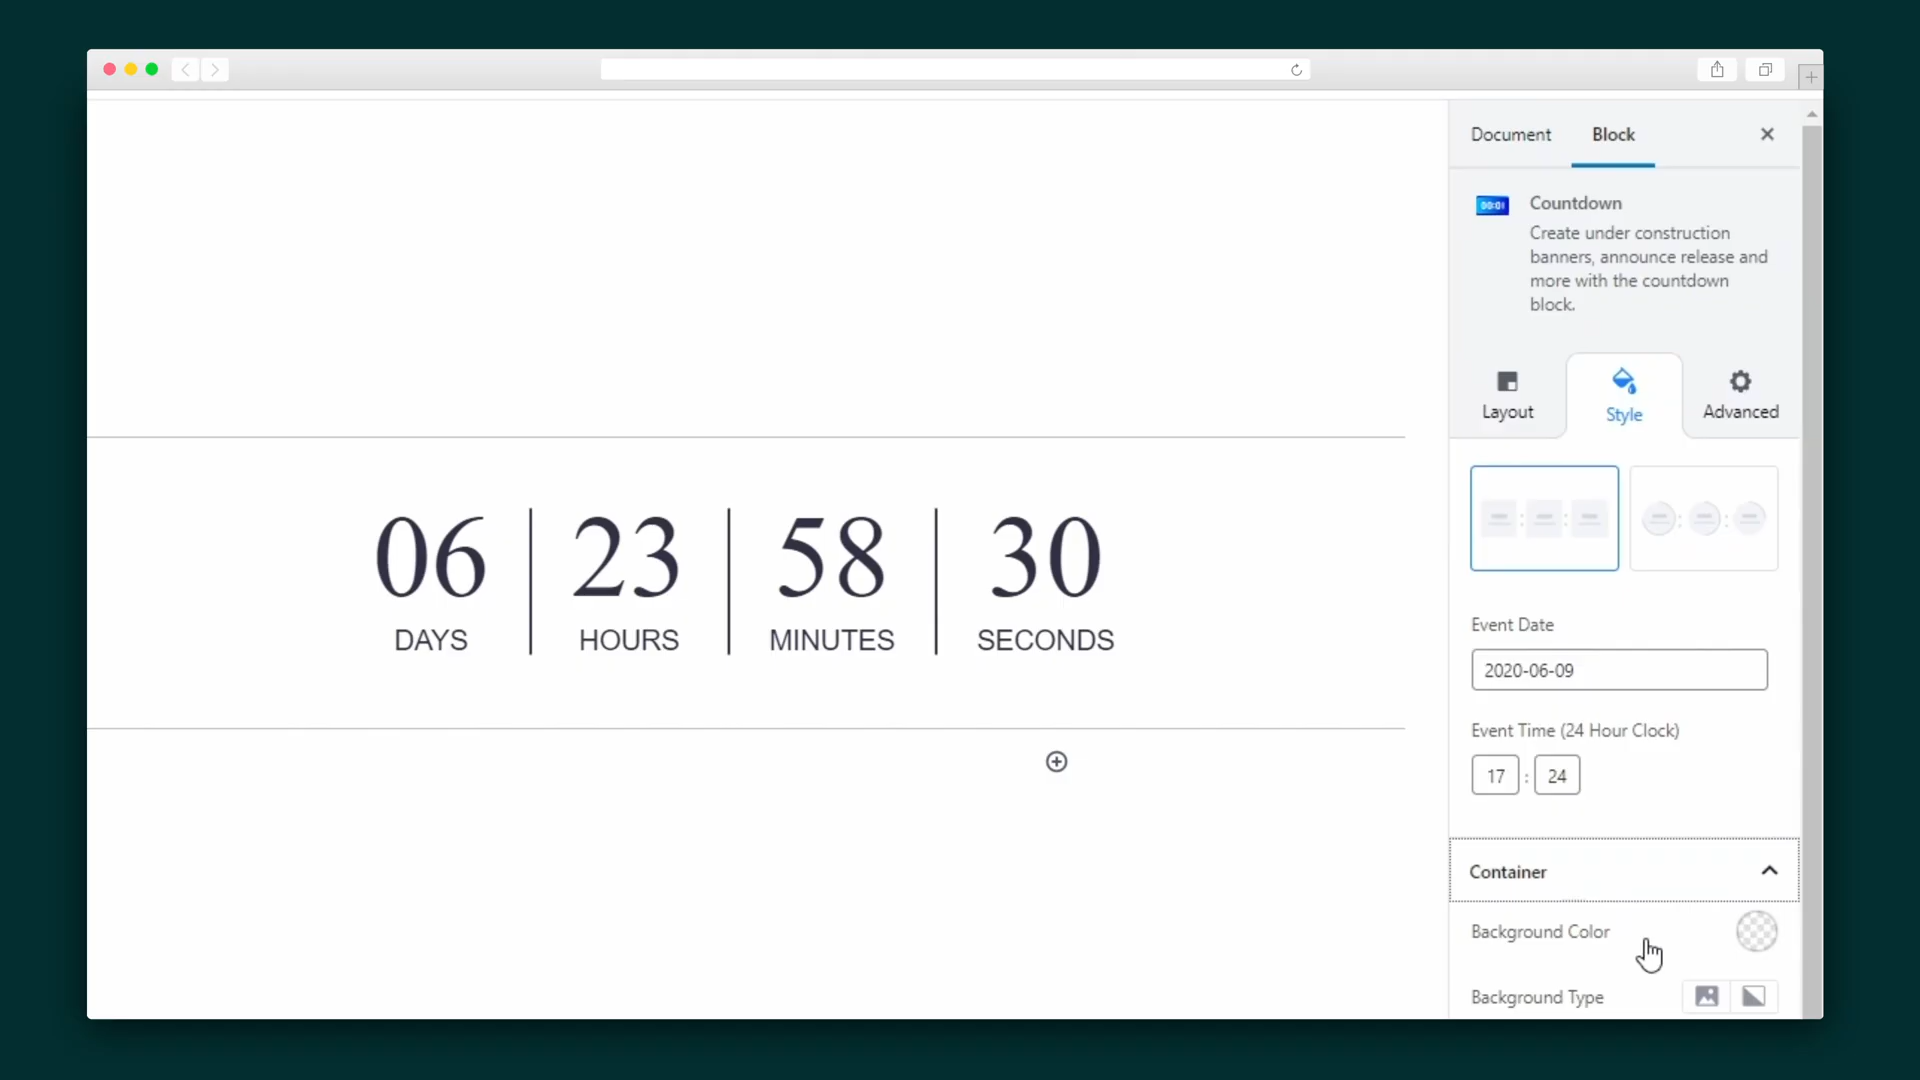 Document Block
00:01
Countdown
Create under construction
banners, announce release and
more with the countdown
block.
Layout Style Advanced
06 23 58 30
DAYS HOURS MINUTES SECONDS
Event Date
2020-06-09
Event Time (24 Hour Clock)
17 : 24
Container
Background Color
Background Type